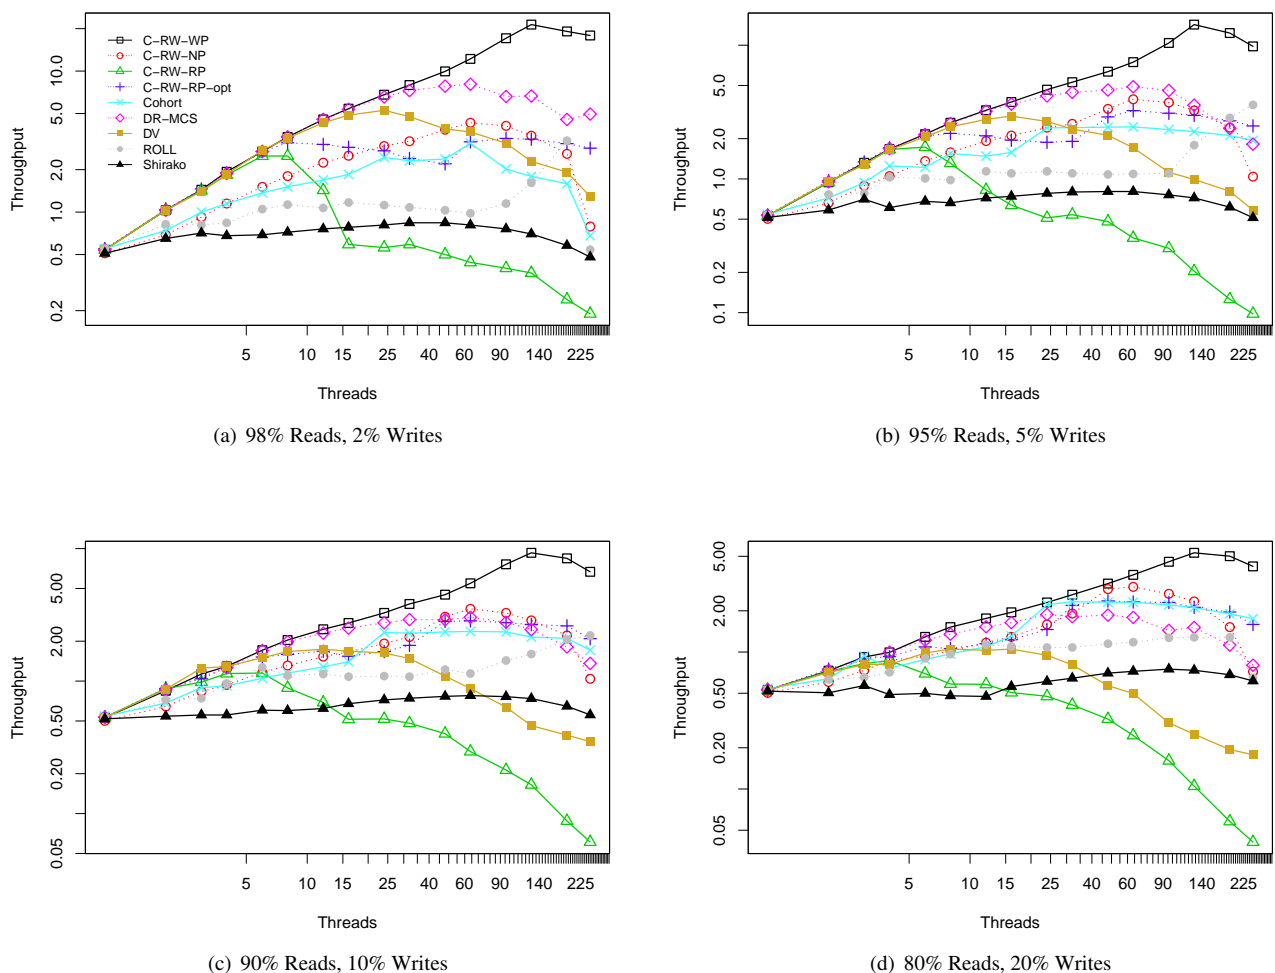 10.0
5.0
2.0
1.0
0.5
0.2
Throughput
C−RW−WP
C−RW−NP
C−RW−RP
C−RW−RP−opt
Cohort
DR−MCS
DV
ROLL
Shirako
5 10 15 25 40 60 90 140 225
Threads
(a) 98% Reads, 2% Writes
5.0
2.0
1.0
0.5
0.2
0.1
Throughput
5 10 15 25 40 60 90 140 225
Threads
(b) 95% Reads, 5% Writes
5.00
2.00
0.50
0.20
0.05
Throughput
5 10 15 25 40 60 90 140 225
Threads
(c) 90% Reads, 10% Writes
5.00
2.00
0.50
0.20
0.05
Throughput
5 10 15 25 40 60 90 140 225
Threads
(d) 80% Reads, 20% Writes